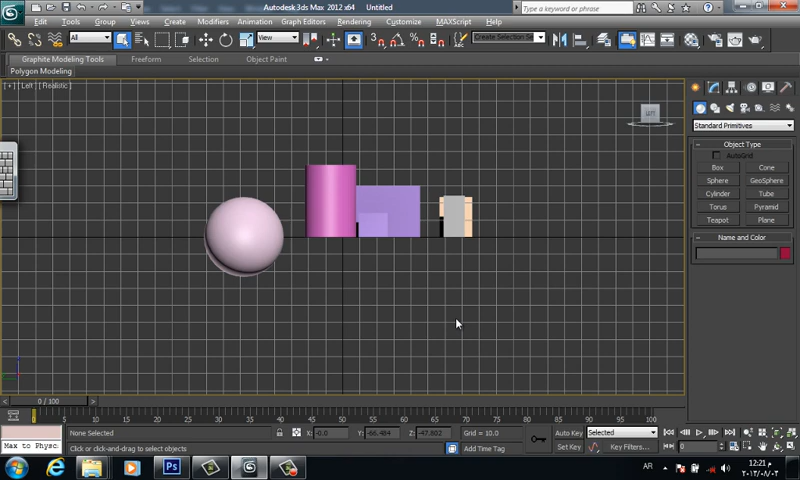 Autodesk 3ds Max 2012 x64 Untitled
Type a keyword or phrase
Edit Tools Group Views Create Modifiers Animation Graph Editors Rendering Customize MAXScript Help
All View Create Selection Se
Graphite Modeling Tools Freeform Selection Object Paint
Polygon Modeling
[ + ] [ Left ] [ Realistic ]
LEFT
Standard Primitives
Object Type
AutoGrid
Box Cone
Sphere GeoSphere
Cylinder Tube
Torus Pyramid
Teapot Plane
Name and Color
0 / 100
0 5 10 15 20 25 30 35 40 45 50 55 60 65 70 75 80 85 90 95 100
None Selected X: -0.0 Y: -66.484 Z: -47.802 Grid = 10.0 Auto Key Selected
Max to Physc. Click or click-and-drag to select objects Add Time Tag Set Key Key Filters... 0
AR 12:21 م
٢٠١٢/٠٨/٠٢